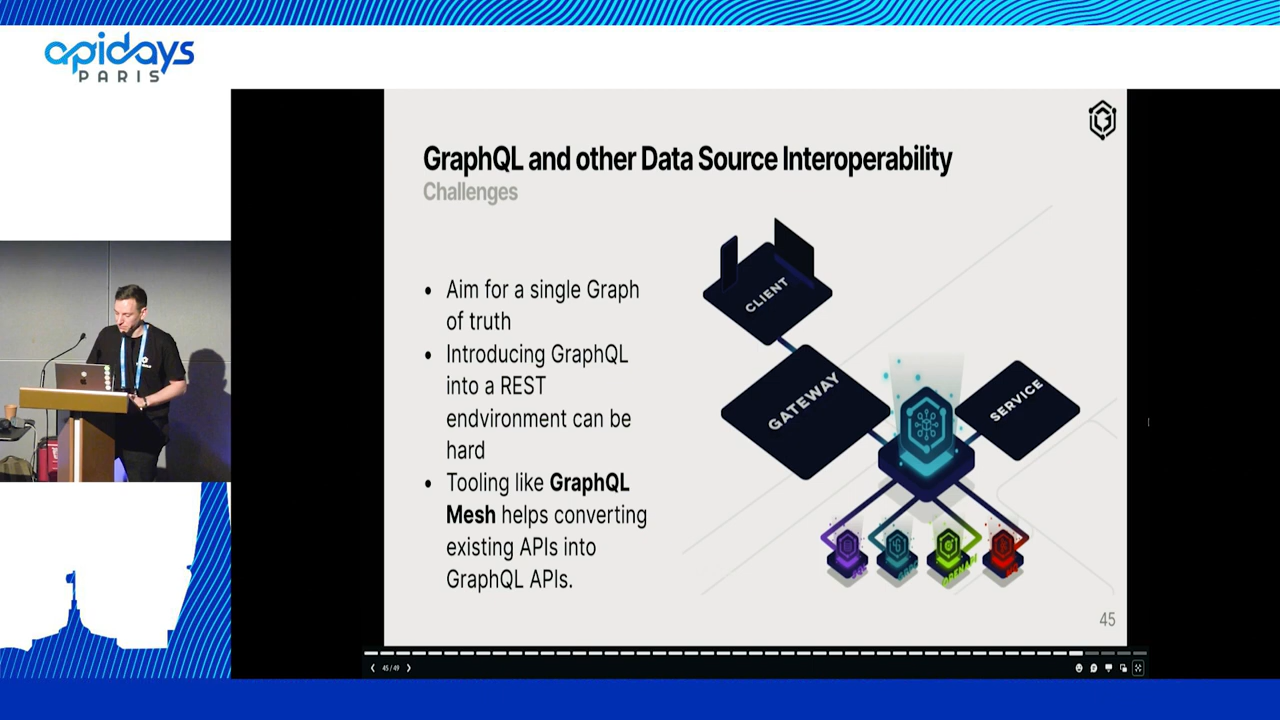 apidays
PARIS
GraphQL and other Data Source Interoperability
Challenges
• Aim for a single Graph
of truth
• Introducing GraphQL
into a REST
endvironment can be
hard
• Tooling like GraphQL
Mesh helps converting
existing APIs into
GraphQL APIs.
CLIENT
GATEWAY
SERVICE
45
45 / 49